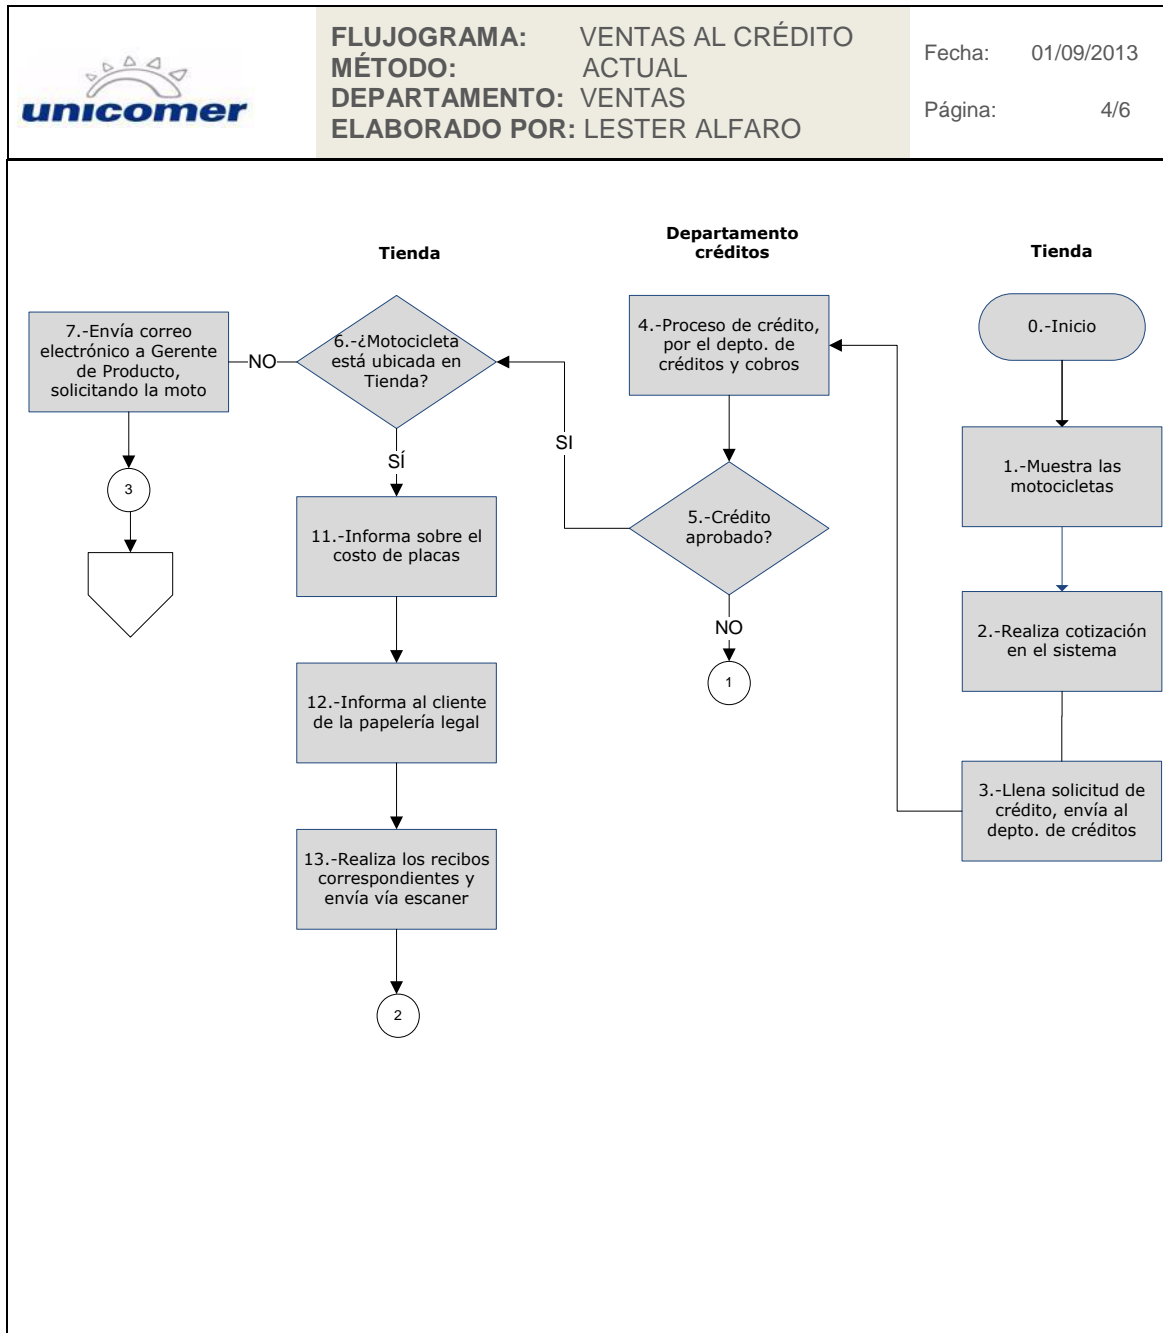 unicomer
FLUJOGRAMA: VENTAS AL CRÉDITO
MÉTODO: ACTUAL
DEPARTAMENTO: VENTAS
ELABORADO POR: LESTER ALFARO
Fecha: 01/09/2013
Página: 4/6
Tienda
Departamento
créditos
Tienda
7.-Envía correo
electrónico a Gerente
de Producto,
solicitando la moto
NO
6.-¿Motocicleta
está ubicada en
Tienda?
4.-Proceso de crédito,
por el depto. de
créditos y cobros
0.-Inicio
3
SÍ
SI
1.-Muestra las
motocicletas
11.-Informa sobre el
costo de placas
5.-Crédito
aprobado?
NO
1
2.-Realiza cotización
en el sistema
12.-Informa al cliente
de la papelería legal
3.-Llena solicitud de
crédito, envía al
depto. de créditos
13.-Realiza los recibos
correspondientes y
envía vía escaner
2